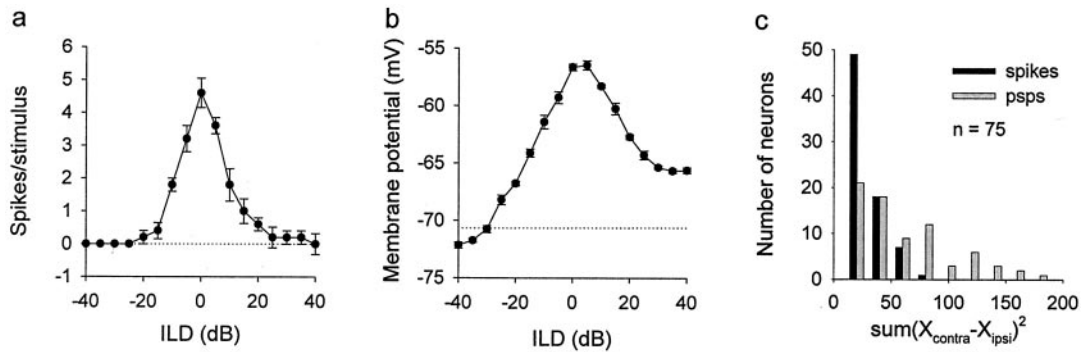 a
Spikes/stimulus
6
5
4
3
2
1
0
-1
-40
-20
0
20
40
ILD (dB)
b
Membrane potential (mV)
-55
-60
-65
-70
-75
-40
-20
0
20
40
ILD (dB)
c
Number of neurons
50
40
30
20
10
0
spikes
psps
n = 75
0
50
100
150
200
sum(Xcontra-Xipsi)2